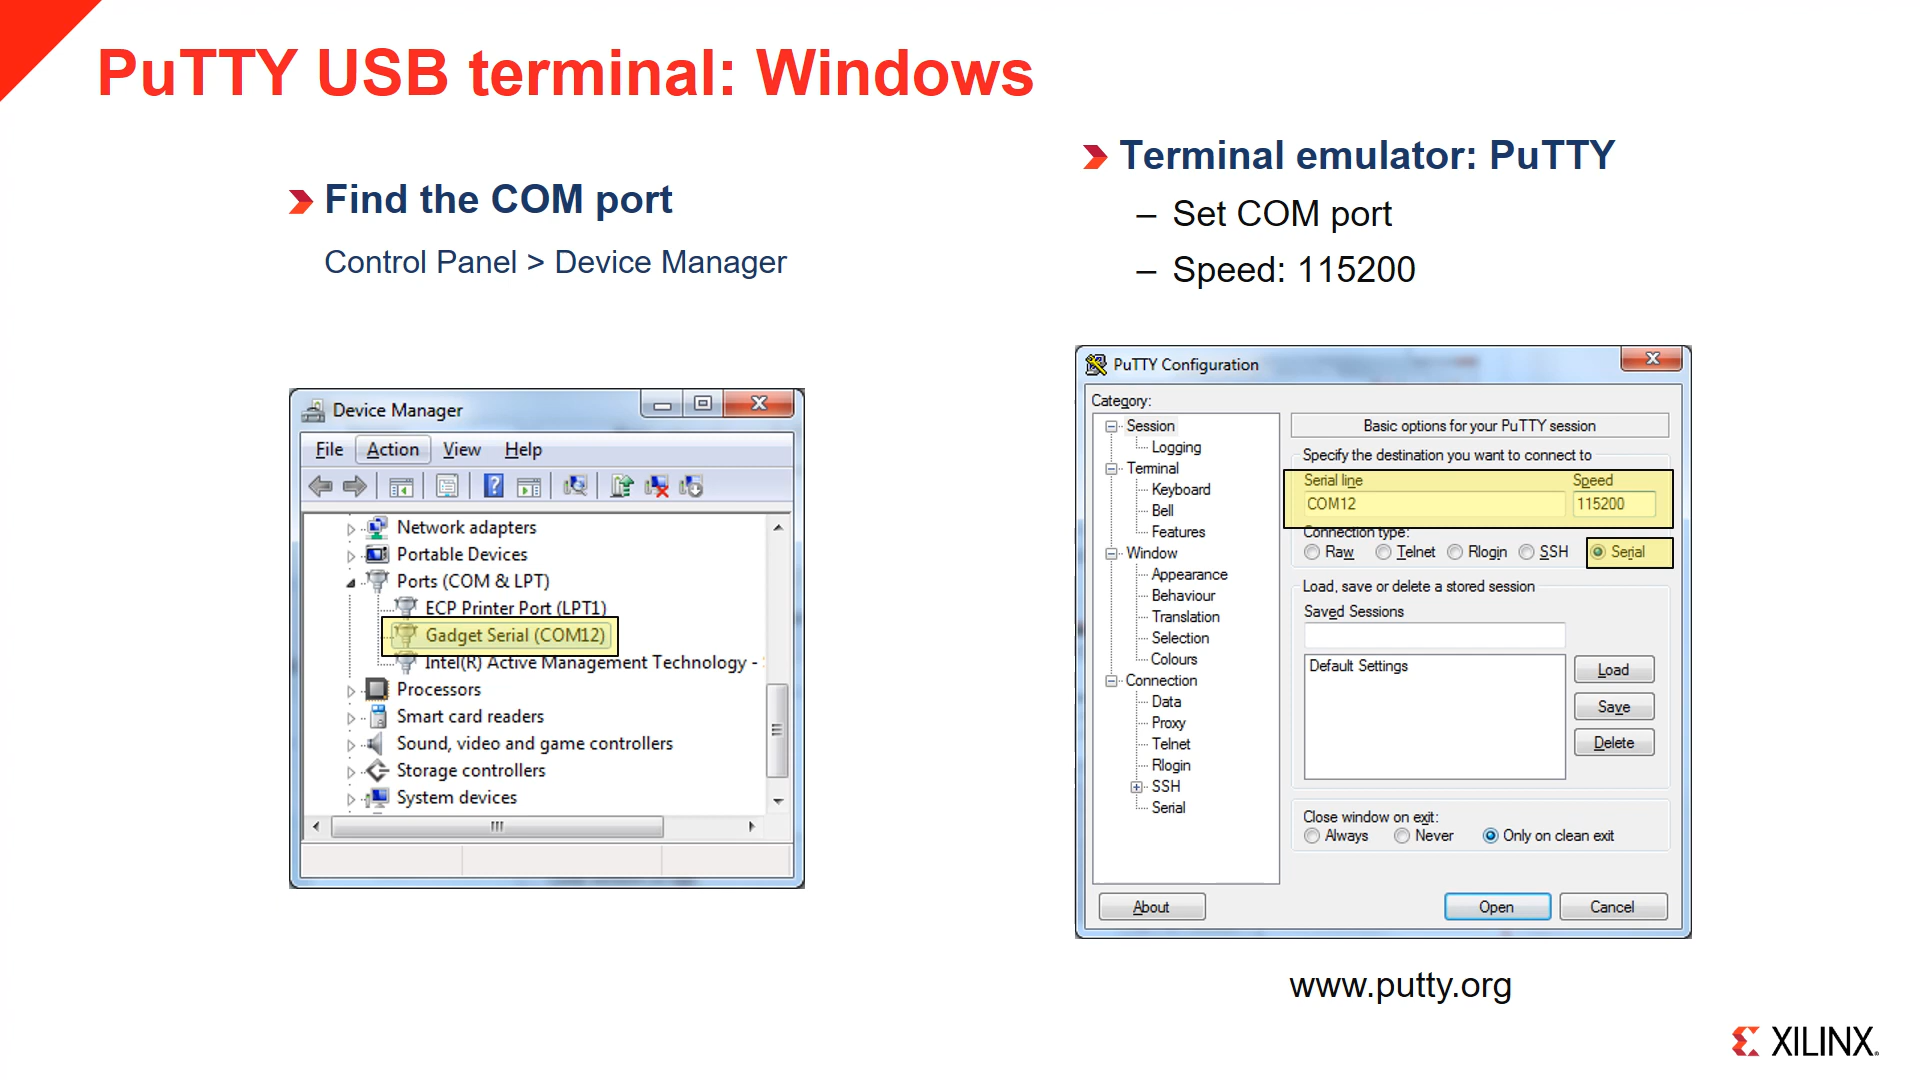 PuTTY USB terminal: Windows
Find the COM port
Control Panel > Device Manager
Device Manager
File Action View Help
Network adapters
Portable Devices
Ports (COM & LPT)
ECP Printer Port (LPT1)
Gadget Serial (COM12)
Intel(R) Active Management Technology -
Processors
Smart card readers
Sound, video and game controllers
Storage controllers
System devices
Terminal emulator: PuTTY
– Set COM port
– Speed: 115200
PuTTY Configuration
Category:
Session
Logging
Terminal
Keyboard
Bell
Features
Window
Appearance
Behaviour
Translation
Selection
Colours
Connection
Data
Proxy
Telnet
Rlogin
SSH
Serial
Basic options for your PuTTY session
Specify the destination you want to connect to
Serial line Speed
COM12 115200
Connection type:
Raw Telnet Rlogin SSH Serial
Load, save or delete a stored session
Saved Sessions
Default Settings
Load
Save
Delete
Close window on exit:
Always Never Only on clean exit
About Open Cancel
www.putty.org
XILINX